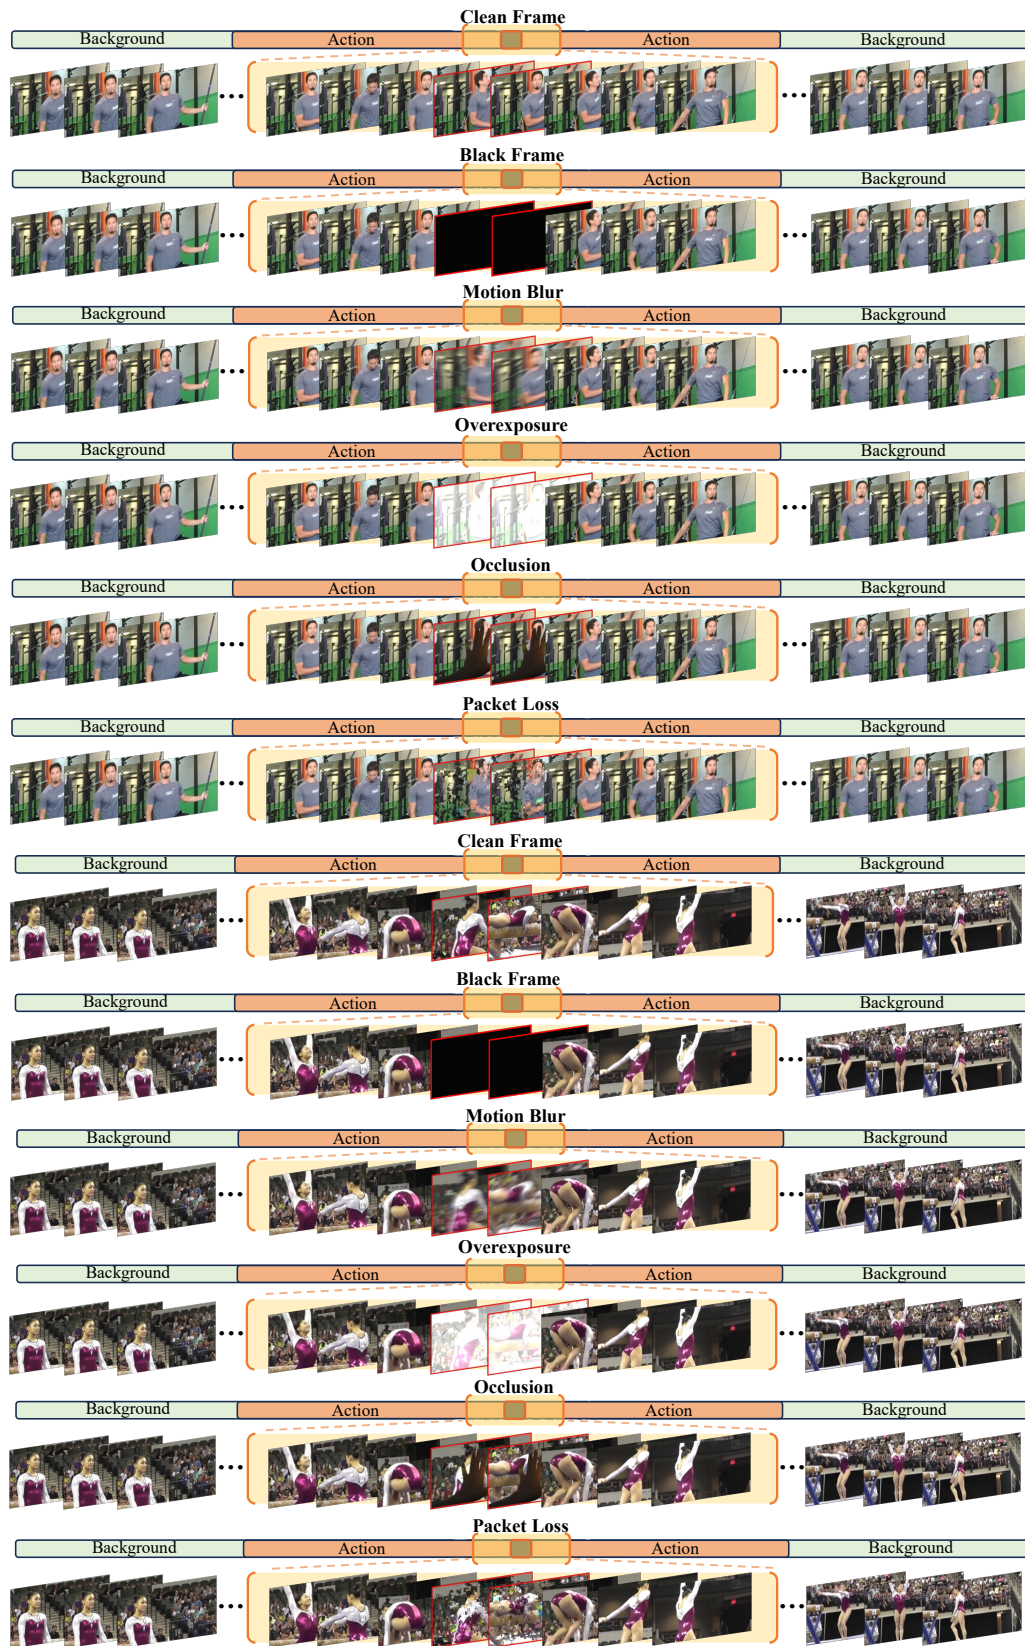 Clean Frame
Background Action Action Background
Black Frame
Background Action Action Background
Motion Blur
Background Action Action Background
Overexposure
Background Action Action Background
Occlusion
Background Action Action Background
Packet Loss
Background Action Action Background
Clean Frame
Background Action Action Background
Black Frame
Background Action Action Background
Motion Blur
Background Action Action Background
Overexposure
Background Action Action Background
Occlusion
Background Action Action Background
Packet Loss
Background Action Action Background